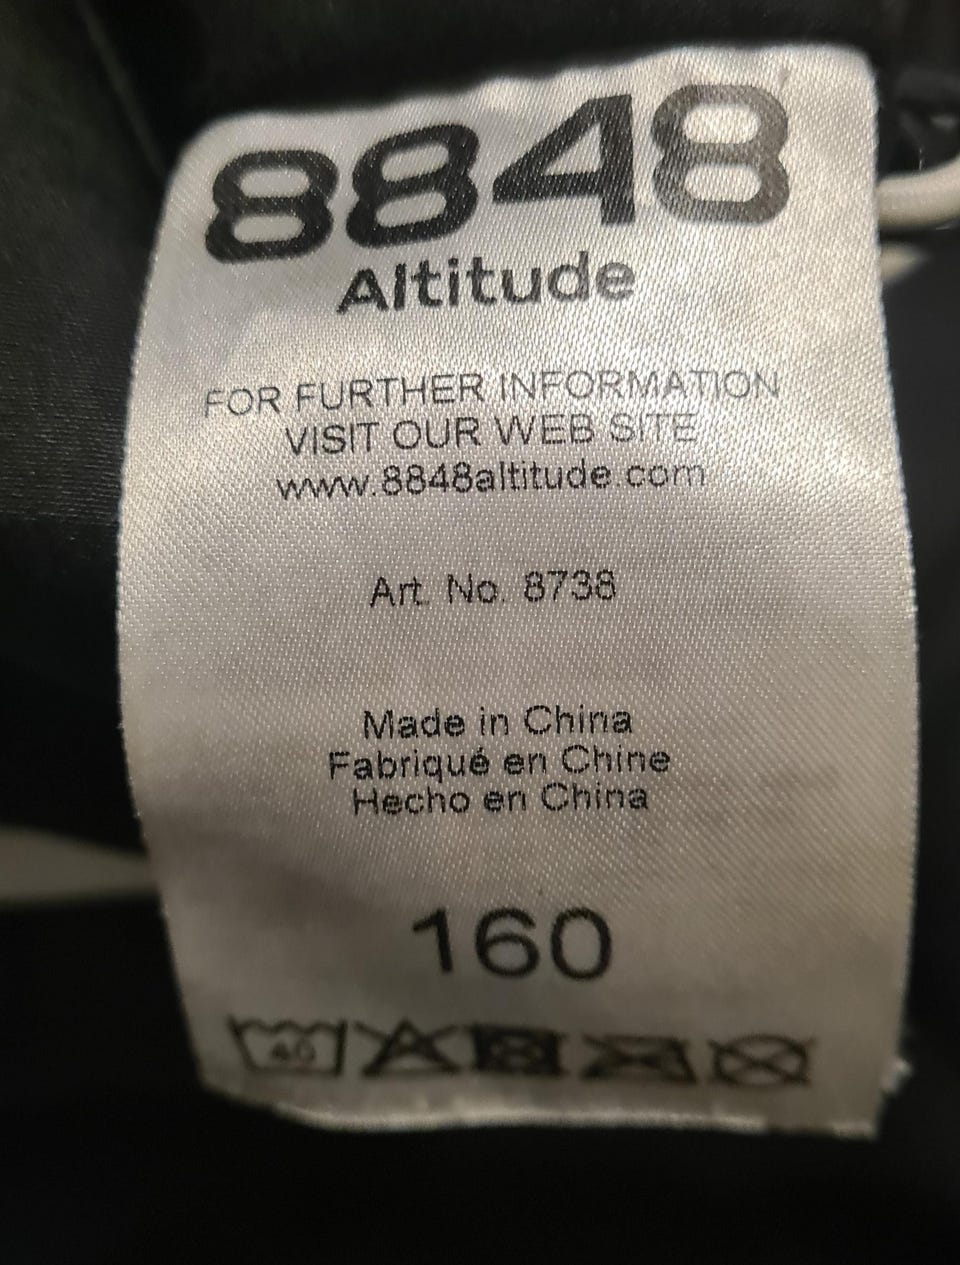 8848
Altitude
FOR FURTHER INFORMATION
VISIT OUR WEB SITE
www.8848altitude.com
Art. No. 8738
Made in China
Fabriqué en Chine
Hecho en China
160
40